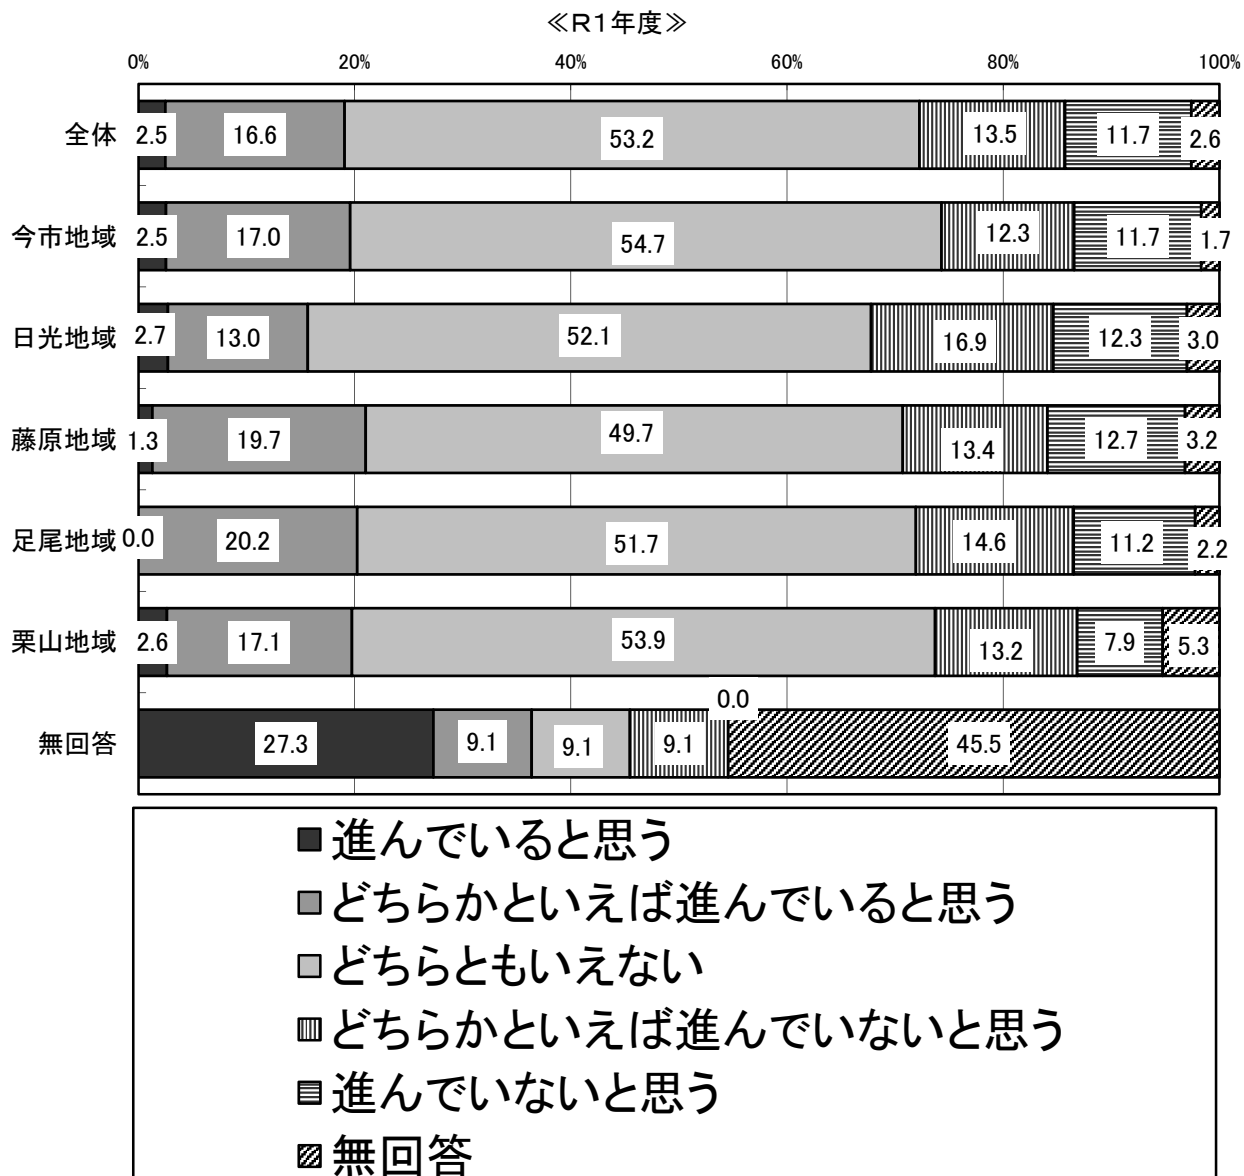 ≪R1年度≫
0% 20% 40% 60% 80% 100%
全体 2.5 16.6 53.2 13.5 11.7 2.6
今市地域 2.5 17.0 54.7 12.3 11.7 1.7
日光地域 2.7 13.0 52.1 16.9 12.3 3.0
藤原地域 1.3 19.7 49.7 13.4 12.7 3.2
足尾地域 0.0 20.2 51.7 14.6 11.2 2.2
栗山地域 2.6 17.1 53.9 13.2 7.9 5.3
無回答 27.3 9.1 9.1 9.1 0.0 45.5
進んでいると思う
どちらかといえば進んでいると思う
どちらともいえない
どちらかといえば進んでいないと思う
進んでいないと思う
無回答